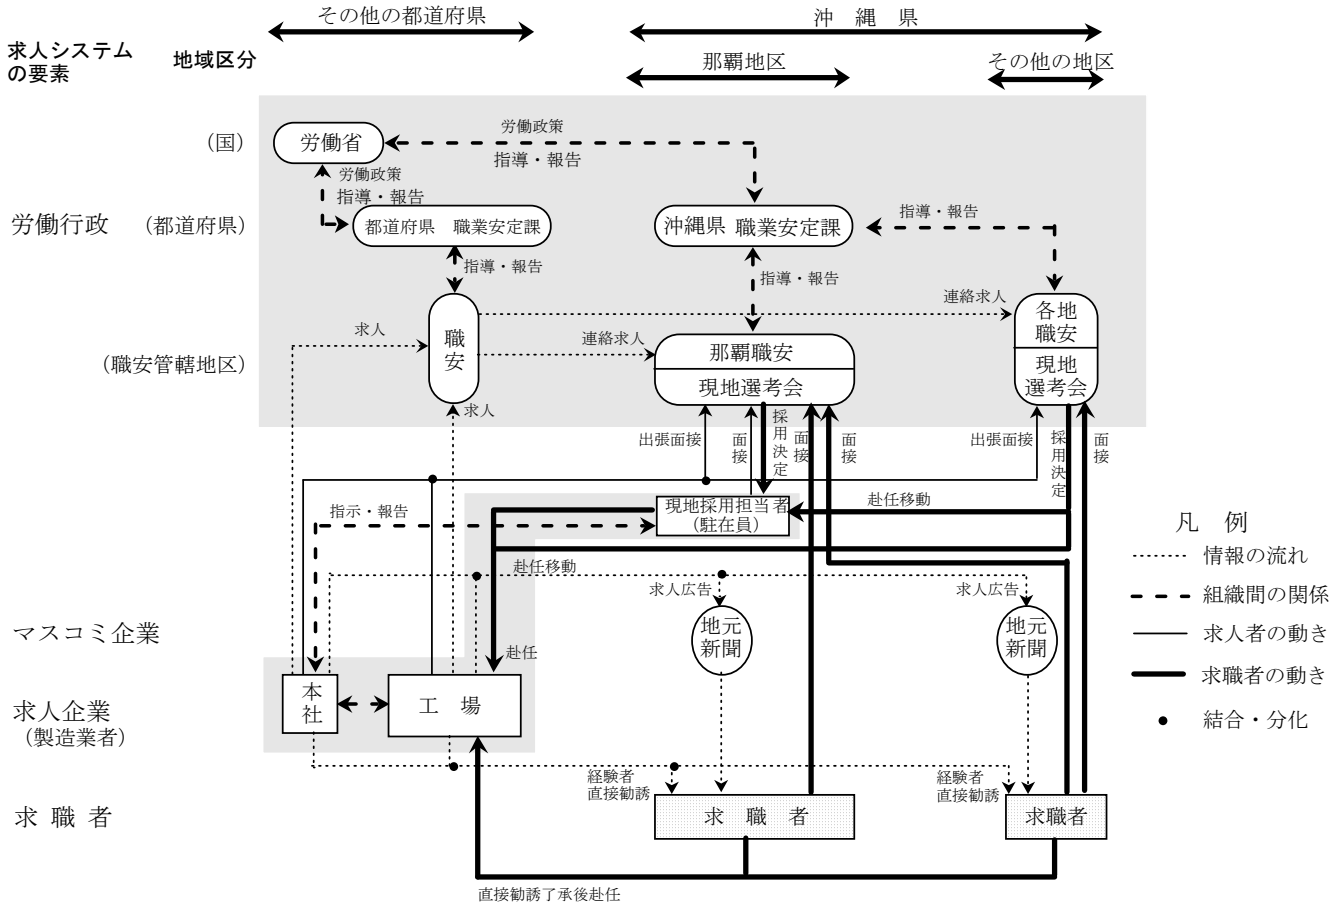 その他の都道府県
沖 縄 県
求人システム
の要素
地域区分
那覇地区
その他の地区
(国)
労働省
労働政策
指導・報告
労働政策
指導・報告
労働行政
(都道府県)
都道府県 職業安定課
沖縄県 職業安定課
指導・報告
指導・報告
指導・報告
連絡求人
各地
職安
現地
選考会
求人
職安
連絡求人
那覇職安
現地選考会
(職安管轄地区)
求人
出張面接
面接
採用決定
面接
面接
出張面接
採用決定
面接
指示・報告
現地採用担当者
(駐在員)
赴任移動
凡 例
情報の流れ
組織間の関係
求人者の動き
求職者の動き
結合・分化
赴任移動
求人広告
求人広告
マスコミ企業
地元
新聞
地元
新聞
赴任
求人企業
(製造業者)
本社
工 場
経験者
直接勧誘
経験者
直接勧誘
求 職 者
求 職 者
求職者
直接勧誘了承後赴任